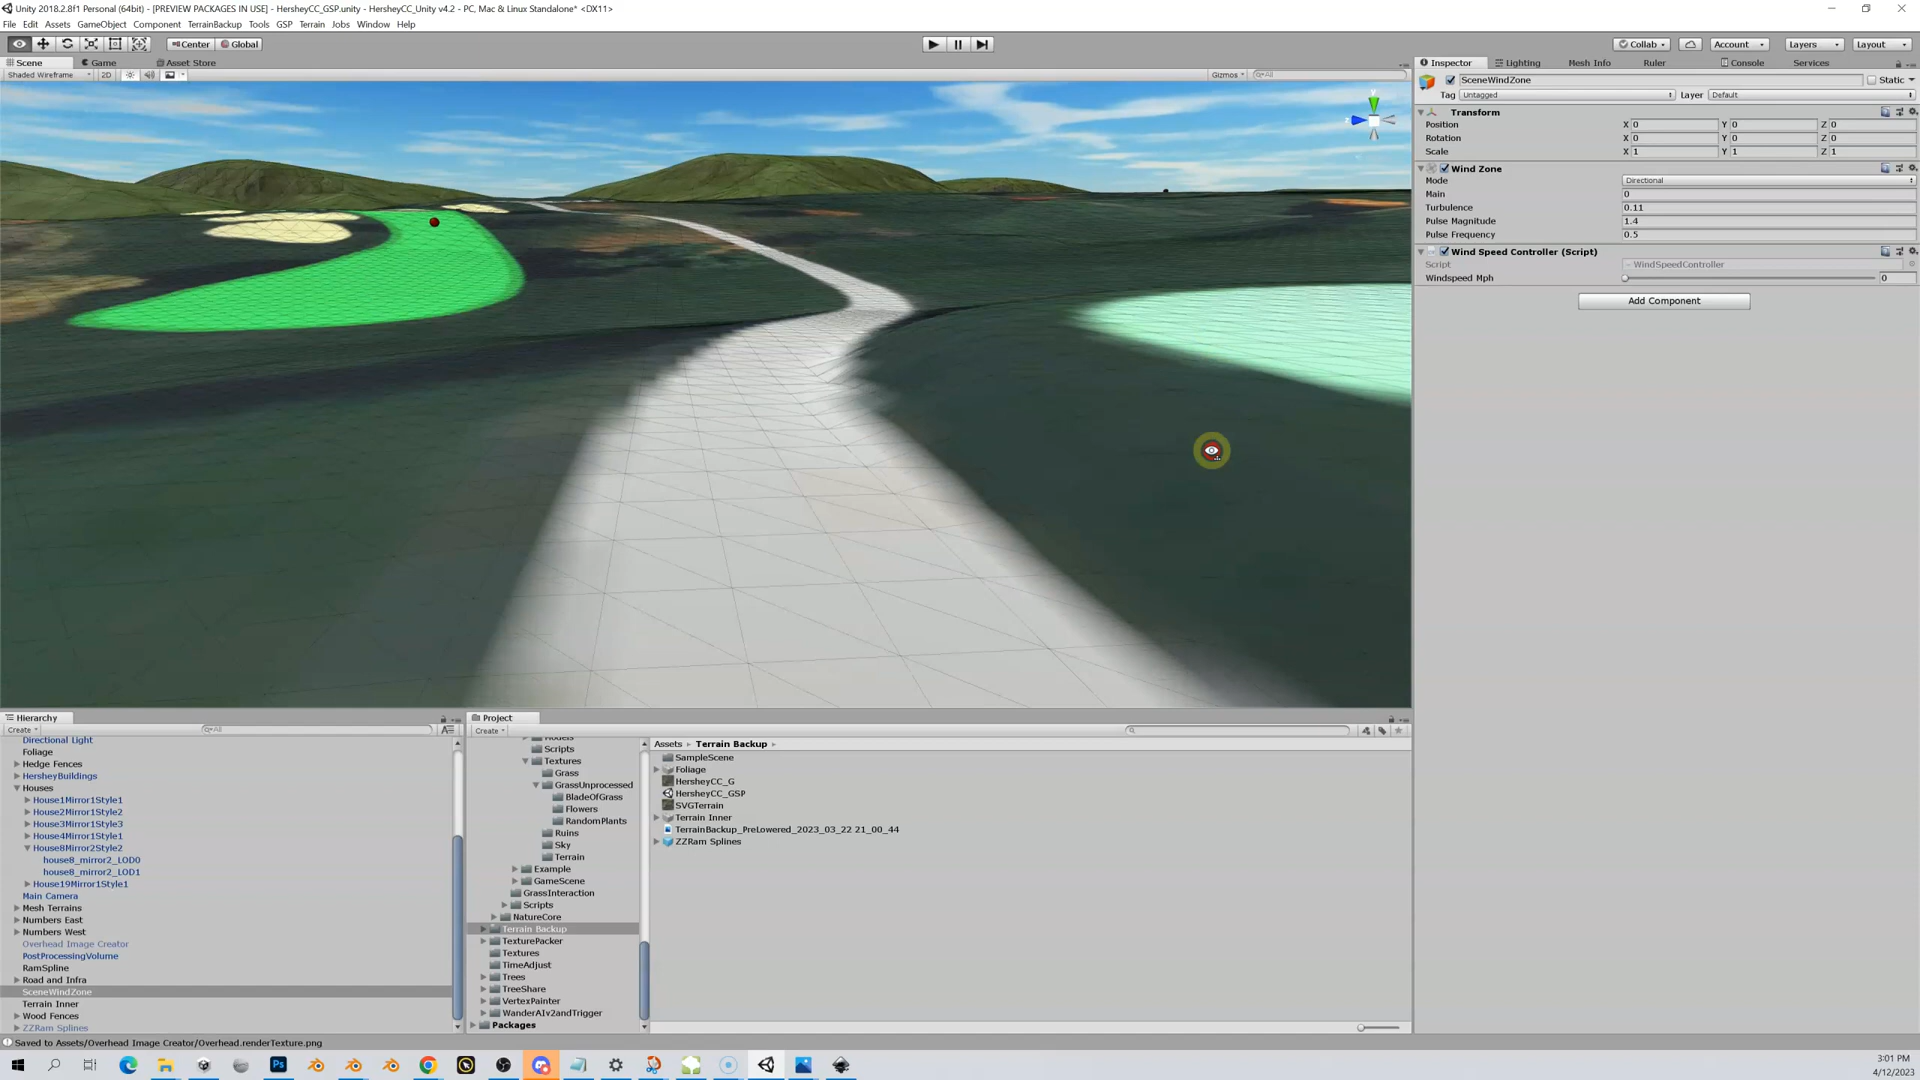 Unity 2018.2.8f1 Personal (64bit) - [PREVIEW PACKAGES IN USE] - HersheyCC_GSP.unity - HersheyCC_Unity v4.2 - PC, Mac & Linux Standalone* <DX11>
File Edit Assets GameObject Component TerrainBackup Tools GSP Terrain Jobs Window Help
Center Global Collab Account Layers Layout
Scene Game Asset Store
Shaded Wireframe 2D Gizmos All
Inspector Lighting Mesh Info Ruler Console Services
SceneWindZone Static
Tag Untagged Layer Default
Transform
Position X 0 Y 0 Z 0
Rotation X 0 Y 0 Z 0
Scale X 1 Y 1 Z 1
Wind Zone
Mode Directional
Main 0
Turbulence 0.11
Pulse Magnitude 1.4
Pulse Frequency 0.5
Wind Speed Controller (Script)
Script WindSpeedController
Windspeed Mph 0
Add Component
Hierarchy
Create All
Directional Light
Foliage
Hedge Fences
HersheyBuildings
Houses
House1Mirror1Style1
House2Mirror1Style2
House3Mirror1Style3
House4Mirror1Style1
House8Mirror2Style2
house8_mirror2_LOD0
house8_mirror2_LOD1
House19Mirror1Style1
Main Camera
Mesh Terrains
Numbers East
Numbers West
Overhead Image Creator
PostProcessingVolume
RamSpline
Road and Infra
SceneWindZone
Terrain Inner
Wood Fences
ZZRam Splines
Project
Create
Models
Scripts
Textures
Grass
GrassUnprocessed
BladeOfGrass
Flowers
RandomPlants
Ruins
Sky
Terrain
Example
GameScene
GrassInteraction
Scripts
NatureCore
Terrain Backup
TexturePacker
Textures
TimeAdjust
Trees
TreeShare
VertexPainter
WanderAIv2andTrigger
Packages
Assets Terrain Backup
SampleScene
Foliage
HersheyCC_G
HersheyCC_GSP
SVGTerrain
Terrain Inner
TerrainBackup_PreLowered_2023_03_22 21_00_44
ZZRam Splines
Saved to Assets/Overhead Image Creator/Overhead.renderTexture.png
3:01 PM
4/12/2023